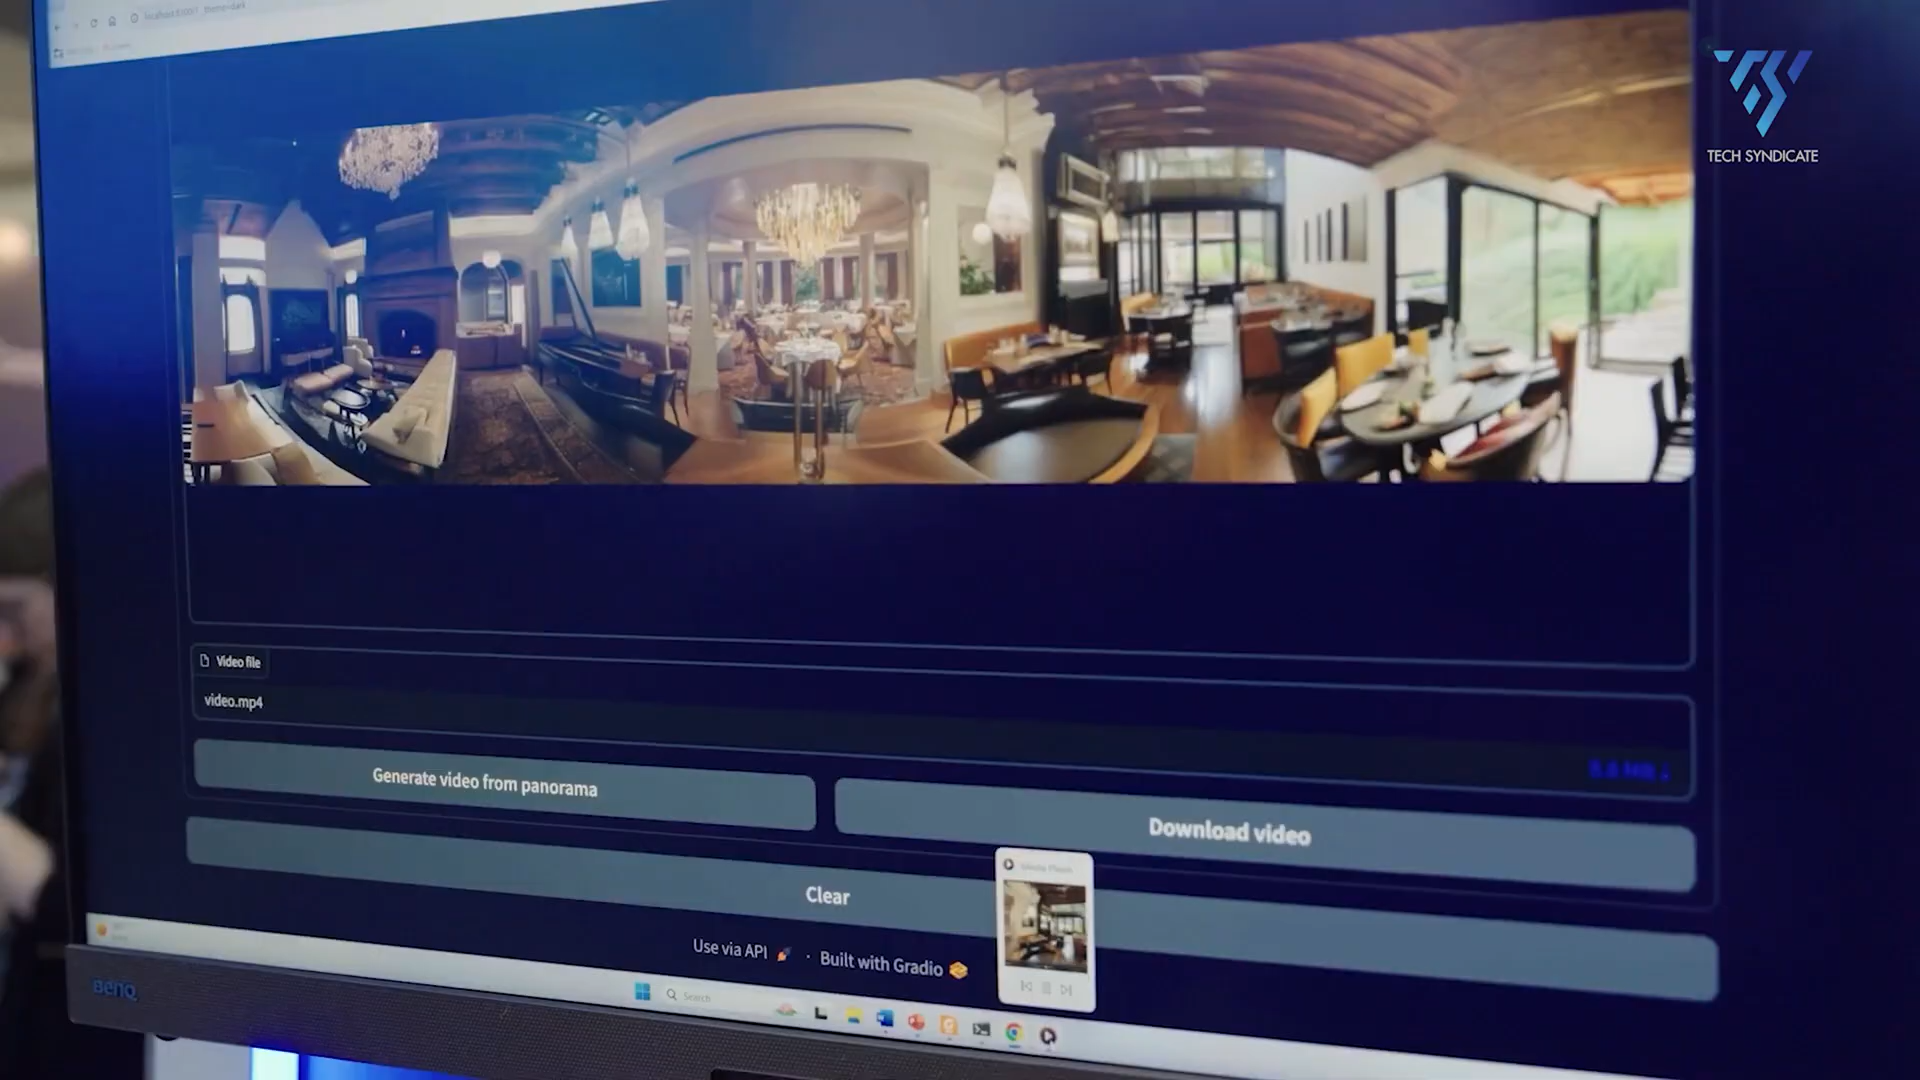 TECH SYNDICATE
Video file
video.mp4
Generate video from panorama
Download video
Clear
Use via API
· Built with Gradio
Search
BenQ